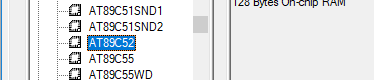 128 Bytes On-chip RAM
AT89C51SND1
AT89C51SND2
AT89C52
AT89C55
AT89C55WD